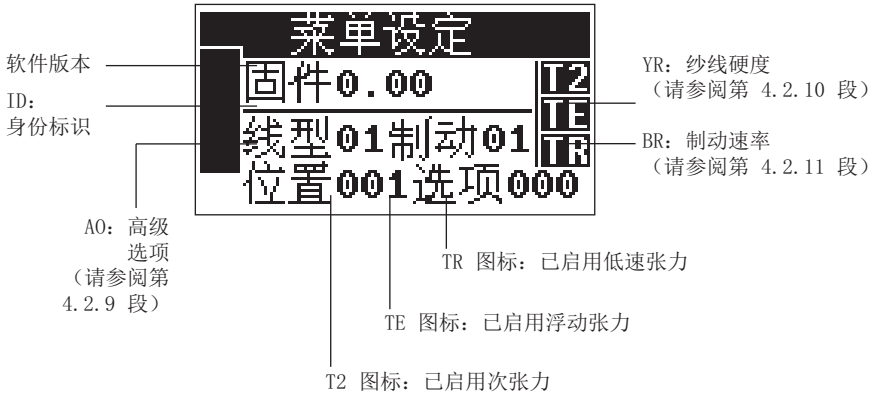 菜单设定
固件0.00
T2
TE
线型01制动01
TR
位置001选项000
软件版本
ID:
身份标识
AO: 高级
选项
(请参阅第
4.2.9 段)
YR: 纱线硬度
(请参阅第 4.2.10 段)
BR: 制动速率
(请参阅第 4.2.11 段)
TR 图标: 已启用低速张力
TE 图标: 已启用浮动张力
T2 图标: 已启用次张力